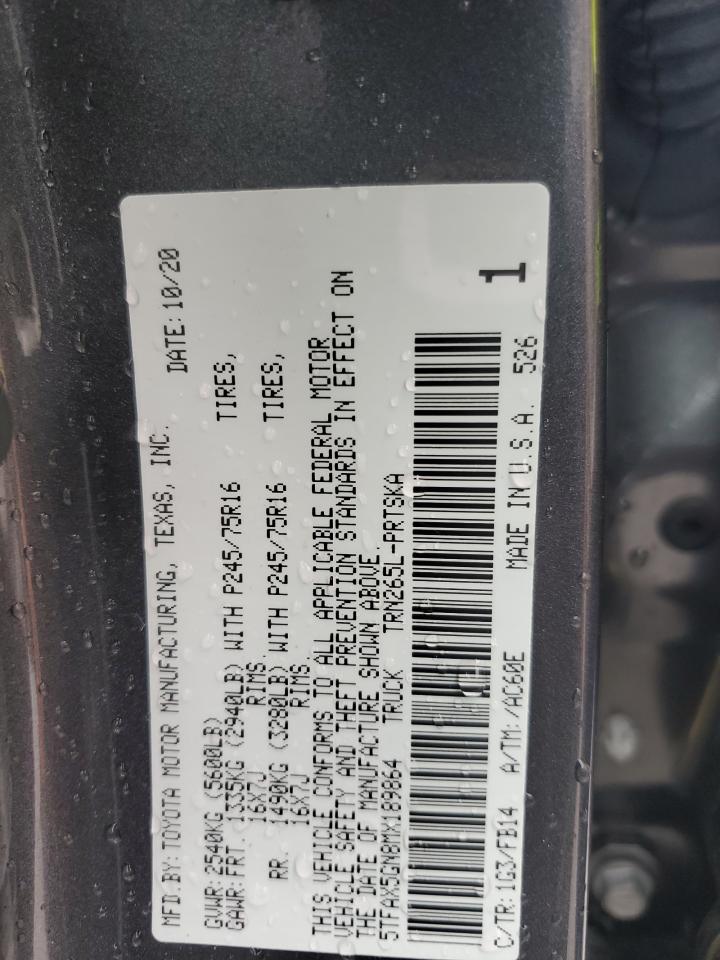 MFD.BY: TOYOTA MOTOR MANUFACTURING, TEXAS, INC. DATE: 10/20
GVWR: 2540KG (5600LB)
GAWR: FRT. 1335KG (2940LB) WITH P245/75R16 TIRES,
16X7J RIMS.
RR. 1490KG (3280LB) WITH P245/75R16 TIRES,
16X7J RIMS.
THIS VEHICLE CONFORMS TO ALL APPLICABLE FEDERAL MOTOR
VEHICLE SAFETY AND THEFT PREVENTION STANDARDS IN EFFECT ON
THE DATE OF MANUFACTURE SHOWN ABOVE.
5TFAX5GN8MX189864 TRUCK TRN265L-PRTSKA
1
C/TR: 1G3/FB14 A/TM: /AC60E MADE IN U.S.A. 526